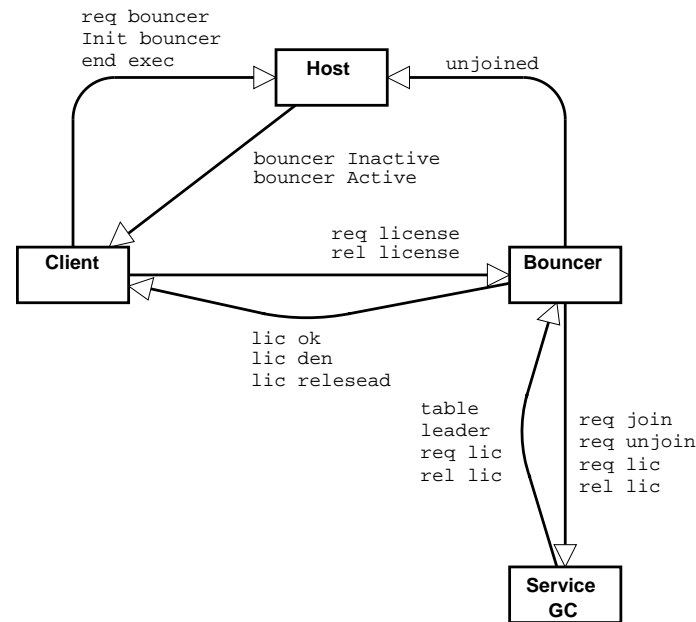 req bouncer
Init bouncer
end exec
Host
unjoined
bouncer Inactive
bouncer Active
req license
rel license
Client
Bouncer
lic ok
lic den
lic relesead
table
leader
req lic
rel lic
req join
req unjoin
req lic
rel lic
Service
GC